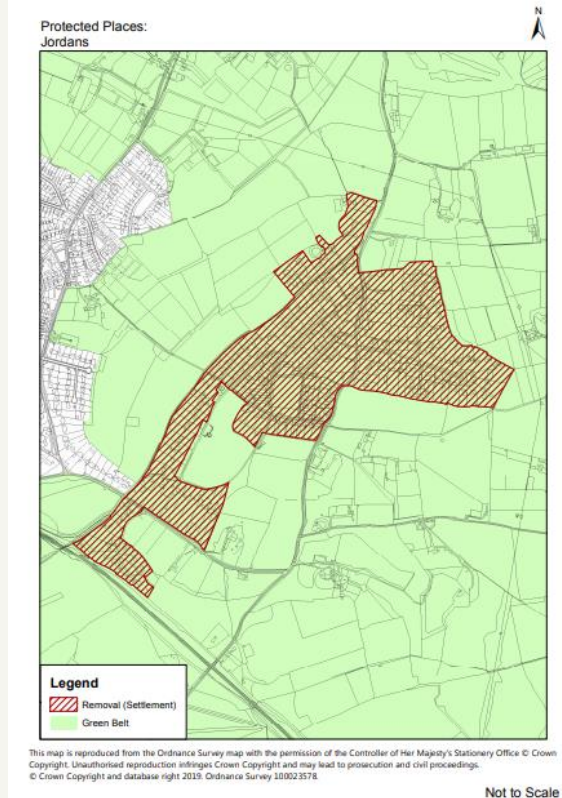 Protected Places:
Jordans
N
Legend
Removal (Settlement)
Green Belt
This map is reproduced from the Ordnance Survey map with the permission of the Controller of Her Majesty's Stationery Office © Crown
Copyright. Unauthorised reproduction infringes Crown Copyright and may lead to prosecution and civil proceedings.
© Crown Copyright and database right 2019. Ordnance Survey 100023578
Not to Scale